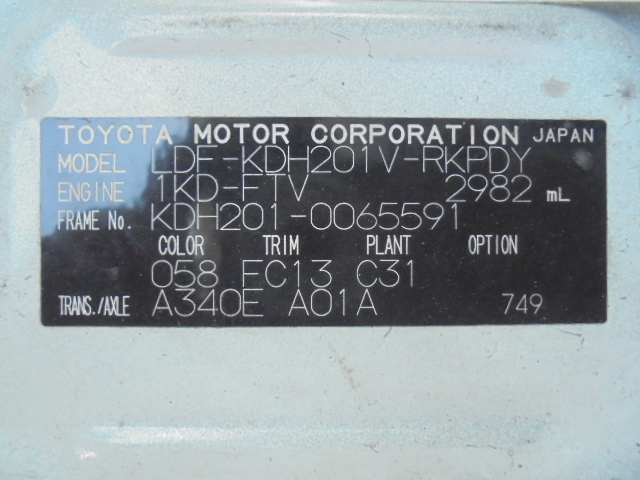 TOYOTA MOTOR CORPORATION JAPAN
MODEL LDF-KDH201V-RKPDY
ENGINE 1KD-FTV 2982 mL
FRAME No. KDH201-0065591
COLOR TRIM PLANT OPTION
058 FC13 C31
TRANS./AXLE A340E A01A 749